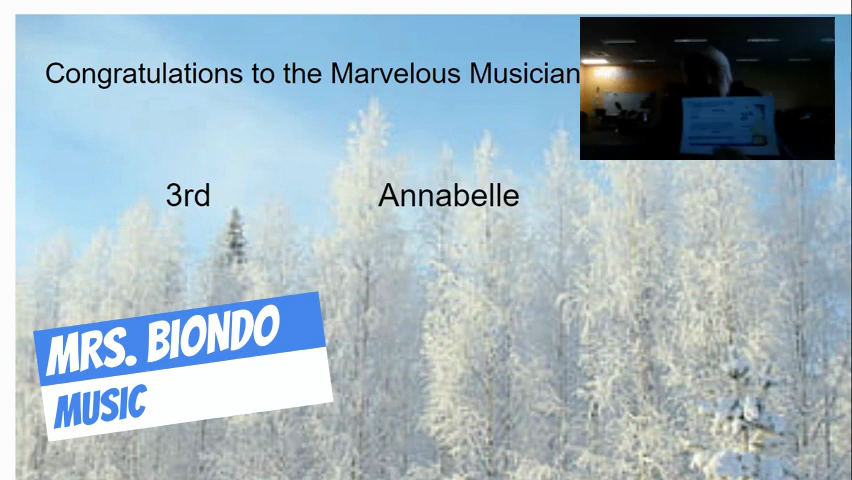 Congratulations to the Marvelous Musician
3rd Annabelle
MRS. BIONDO
MUSIC